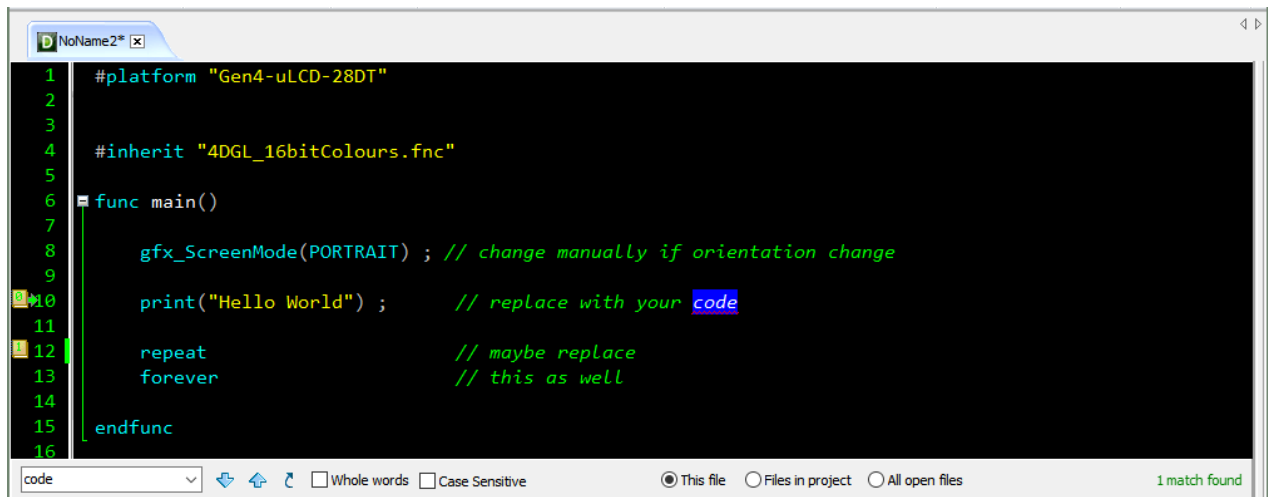 NoName2*
1 #platform "Gen4-uLCD-28DT"
2
3
4 #inherit "4DGL_16bitColours.fnc"
5
6 func main()
7
8 gfx_ScreenMode(PORTRAIT) ; // change manually if orientation change
9
0 10 print("Hello World") ; // replace with your code
11
1 12 repeat // maybe replace
13 forever // this as well
14
15 endfunc
16
code Whole words Case Sensitive This file Files in project All open files 1 match found